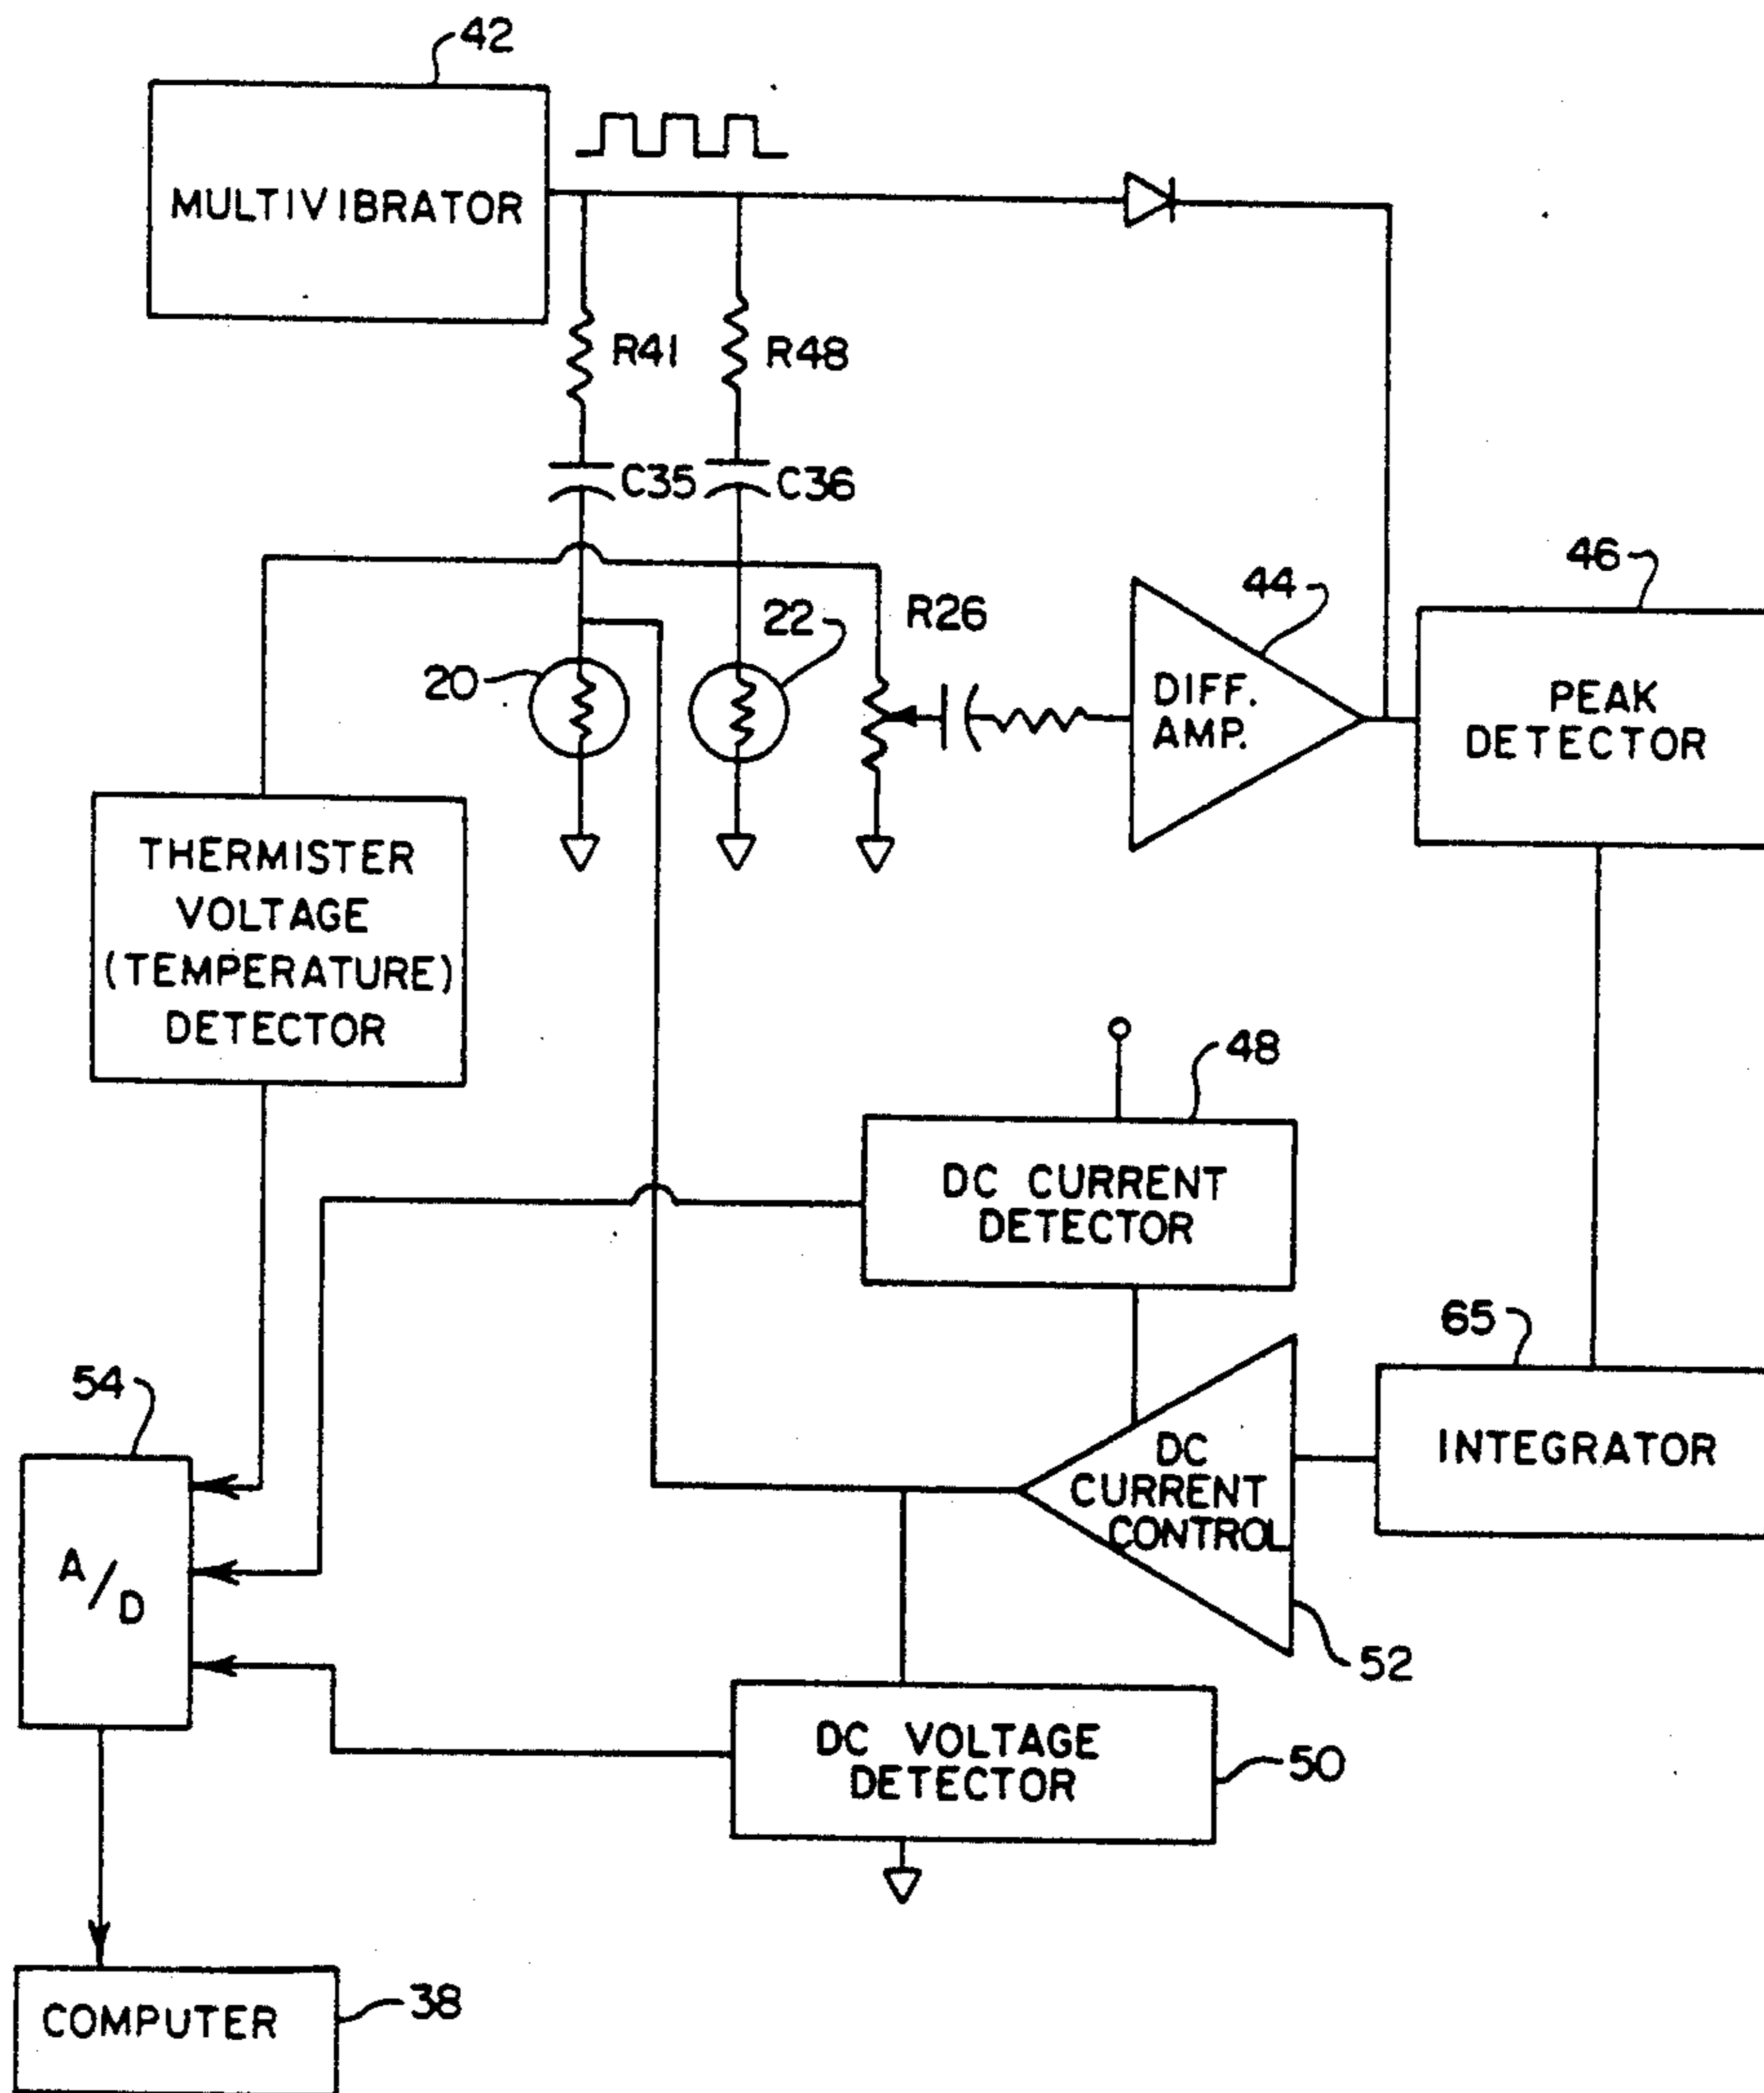 42
MULTIVIBRATOR
R41
R48
C35
C36
46
44
22
R26
20
DIFF.
AMP.
PEAK
DETECTOR
THERMISTER
VOLTAGE
(TEMPERATURE)
DETECTOR
48
DC CURRENT
DETECTOR
65
54
DC
CURRENT
CONTROL
INTEGRATOR
A/D
52
DC VOLTAGE
DETECTOR
50
COMPUTER
38